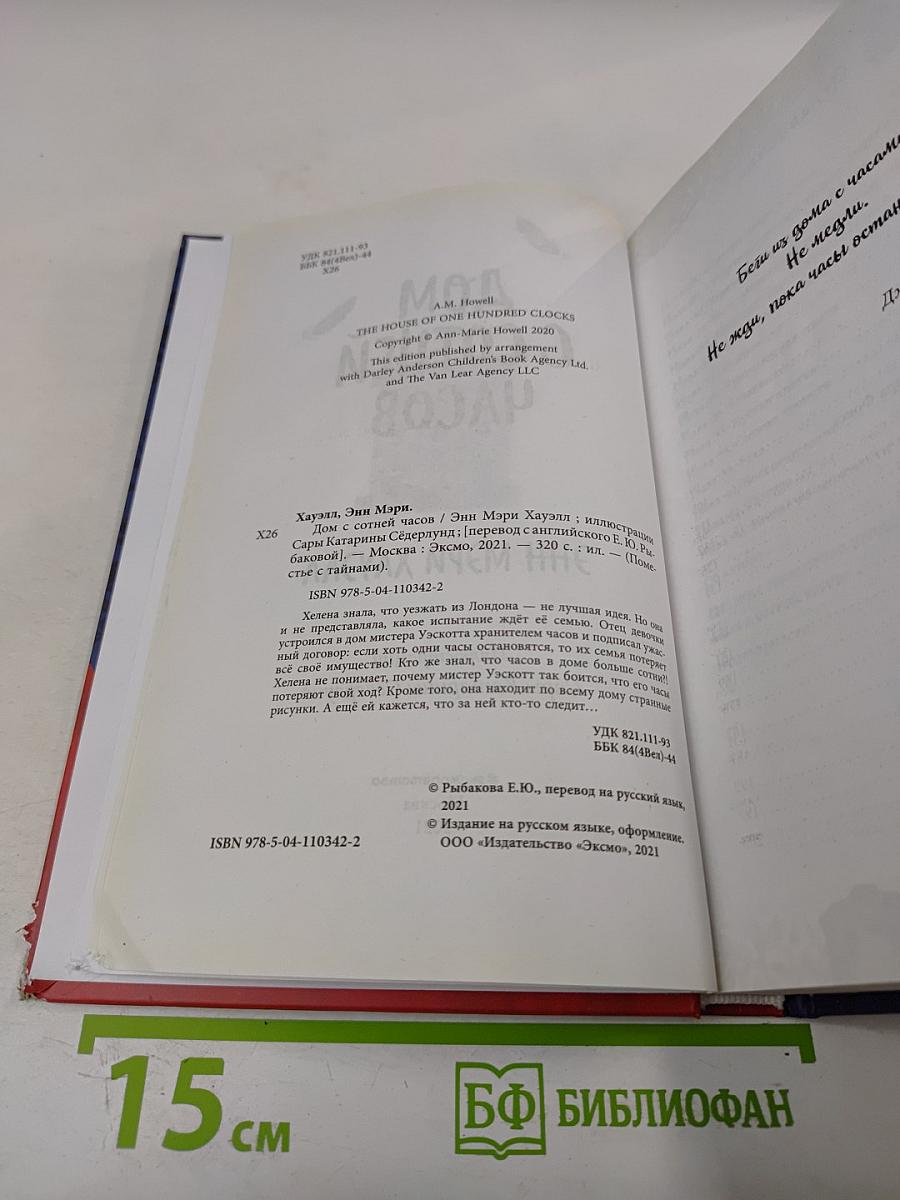 УДК 821.111-93
ББК 84(4Вел)-44
Х26
A.M. Howell
THE HOUSE OF ONE HUNDRED CLOCKS
Copyright © Ann-Marie Howell 2020
This edition published by arrangement
with Darley Anderson Children's Book Agency Ltd.
and The Van Lear Agency LLC
Хауэлл, Энн Мэри.
Х26 Дом с сотней часов / Энн Мэри Хауэлл ; иллюстрации
Сары Катарины Сёдерлунд ; [перевод с английского Е. Ю. Ры-
баковой]. — Москва : Эксмо, 2021. — 320 с. : ил. — (Поме-
стье с тайнами).
ISBN 978-5-04-110342-2
Хелена знала, что уезжать из Лондона — не лучшая идея. Но она
и не представляла, какое испытание ждёт её семью. Отец девочки
устроился в дом мистера Уэскотта хранителем часов и подписал ужас-
ный договор: если хоть одни часы остановятся, то их семья потеряет
всё своё имущество! Кто же знал, что часов в доме больше сотни?!
Хелена не понимает, почему мистер Уэскотт так боится, что его часы
потеряют свой ход? Кроме того, она находит по всему дому странные
рисунки. А ещё ей кажется, что за ней кто-то следит…
УДК 821.111-93
ББК 84(4Вел)-44
© Рыбакова Е.Ю., перевод на русский язык,
2021
© Издание на русском языке, оформление.
ООО «Издательство «Эксмо», 2021
ISBN 978-5-04-110342-2
Беги из дома с часами
Не медли.
Не жди, пока часы остан
15 см
БФ БИБЛИОФАН